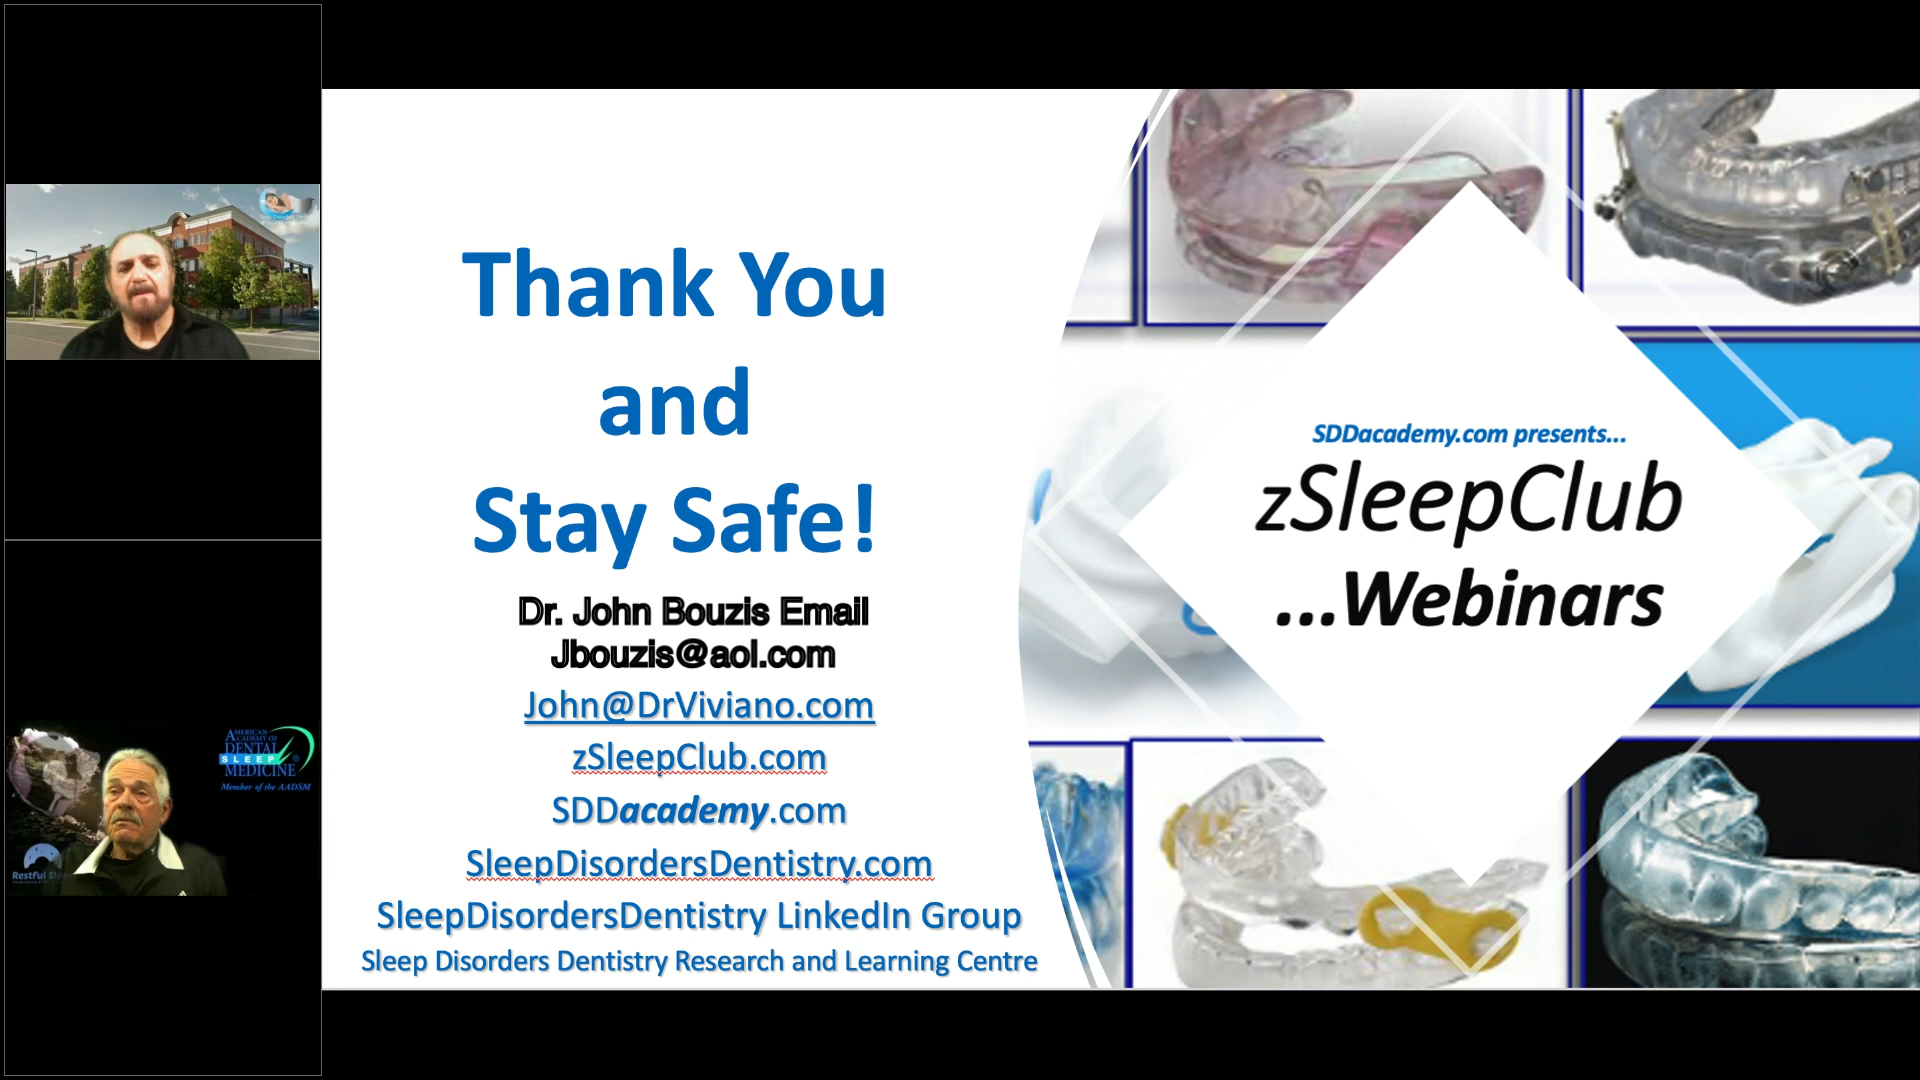 Thank You
and
Stay Safe!
Dr. John Bouzis Email
Jbouzis@aol.com
John@DrViviano.com
zSleepClub.com
SDDacademy.com
SleepDisordersDentistry.com
SleepDisordersDentistry LinkedIn Group
Sleep Disorders Dentistry Research and Learning Centre
SDDacademy.com presents...
zSleepClub
...Webinars
AMERICAN
ACADEMY OF
DENTAL
SLEEP
MEDICINE
®
Member of the AADSM
Restful